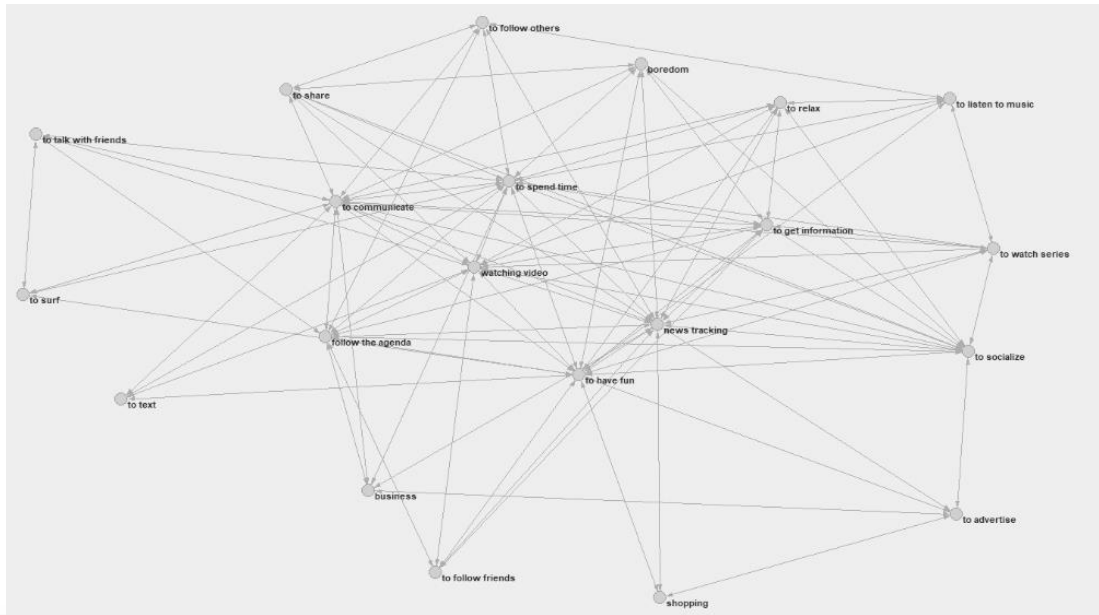 to follow others
boredom
to share
to relax
to listen to music
to talk with friends
to spend time
to communicate
to get information
to watch series
watching video
to surf
news tracking
follow the agenda
to socialize
to have fun
to text
business
to advertise
to follow friends
shopping